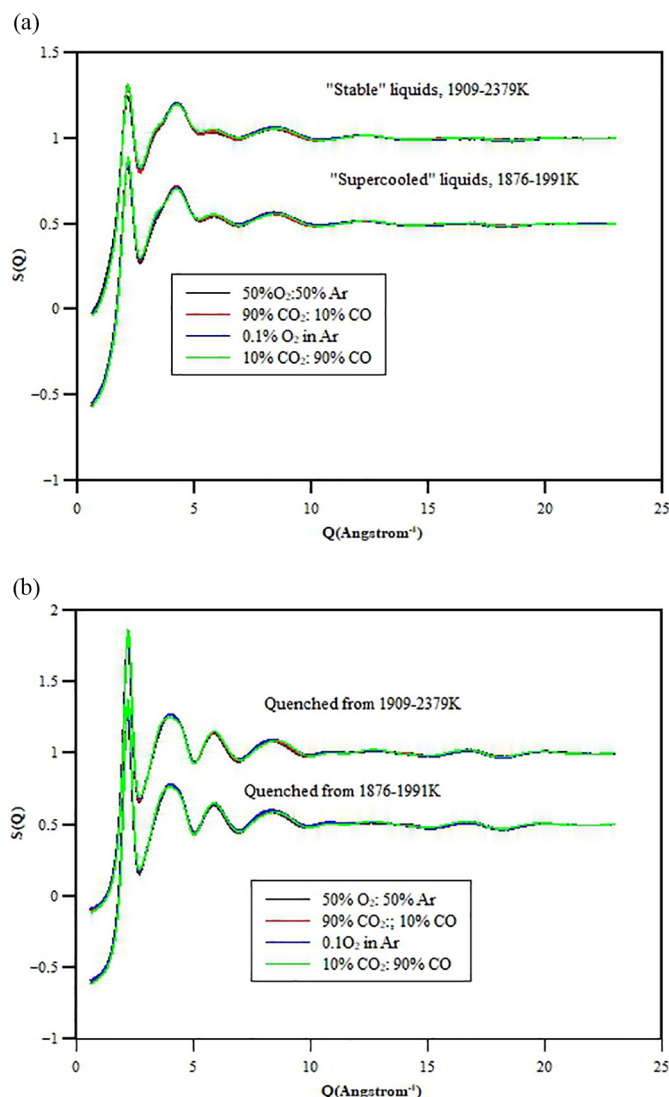 (a)
1.5
"Stable" liquids, 1909-2379K
1
"Supercooled" liquids, 1876-1991K
0.5
S(Q)
50%O₂:50% Ar
0
90% CO₂: 10% CO
0.1% O₂ in Ar
10% CO₂: 90% CO
−0.5
−1
0 5 10 15 20 25
Q(Angstrom⁻¹)
(b)
2
1.5
Quenched from 1909-2379K
1
Quenched from 1876-1991K
S(Q)
0.5
50% O₂: 50% Ar
0
90% CO₂:; 10% CO
0.1O₂ in Ar
−0.5
10% CO₂: 90% CO
−1
0 5 10 15 20 25
Q(Angstrom⁻¹)